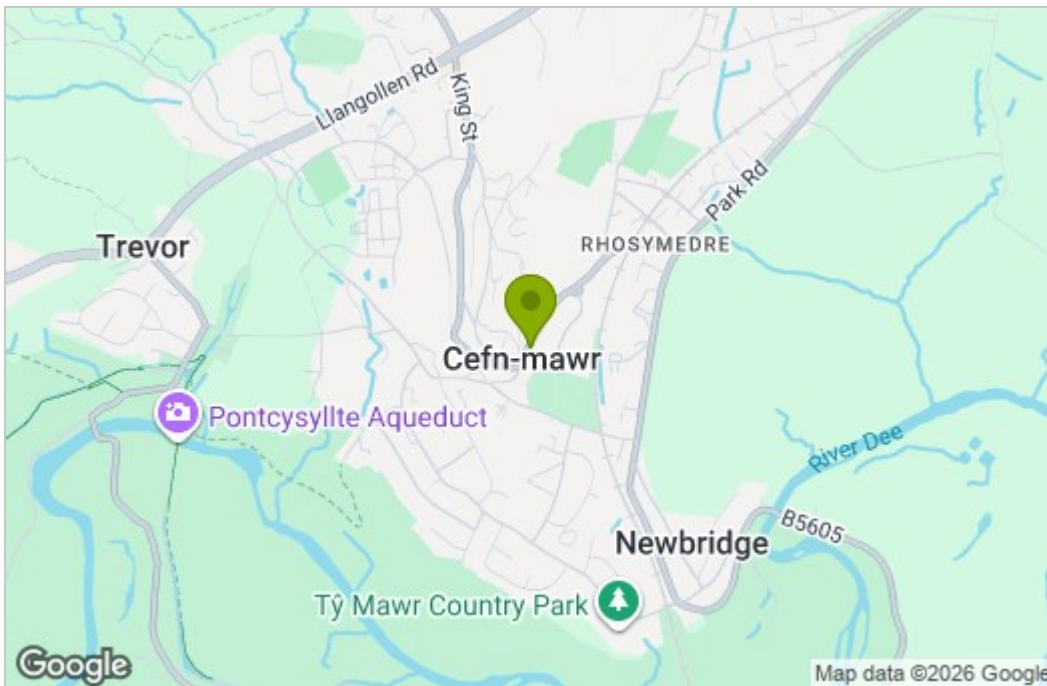 Llangollen Rd
King St
Park Rd
RHOSYMEDRE
Trevor
Cefn-mawr
Pontcysyllte Aqueduct
River Dee
B5605
Newbridge
Tŷ Mawr Country Park
Google
Map data ©2026 Google